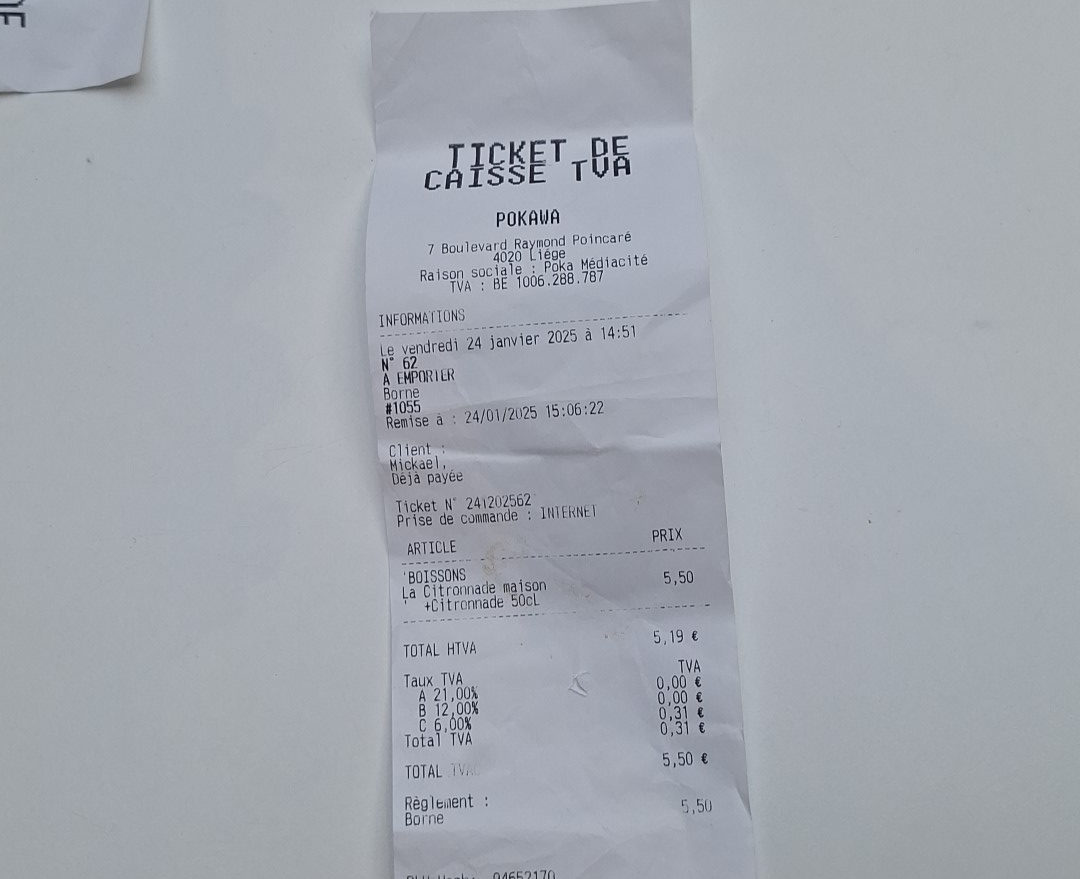 TICKET DE
CAISSE TVA
POKAWA
7 Boulevard Raymond Poincaré
4020 Liége
Raison sociale : Poka Médiacité
TVA : BE 1006.288.787
INFORMATIONS
Le vendredi 24 janvier 2025 à 14:51
N° 62
A EMPORTER
Borne
#1055
Remise à : 24/01/2025 15:06:22
Client :
Mickael,
Déjà payée
Ticket N° 241202562
Prise de commande : INTERNET
ARTICLE PRIX
'BOISSONS
La Citronnade maison 5,50
' +Citronnade 50cL
TOTAL HTVA 5,19 €
Taux TVA TVA
A 21,00% 0,00 €
B 12,00% 0,00 €
C 6,00% 0,31 €
Total TVA 0,31 €
TOTAL TVAC 5,50 €
Règlement :
Borne 5,50